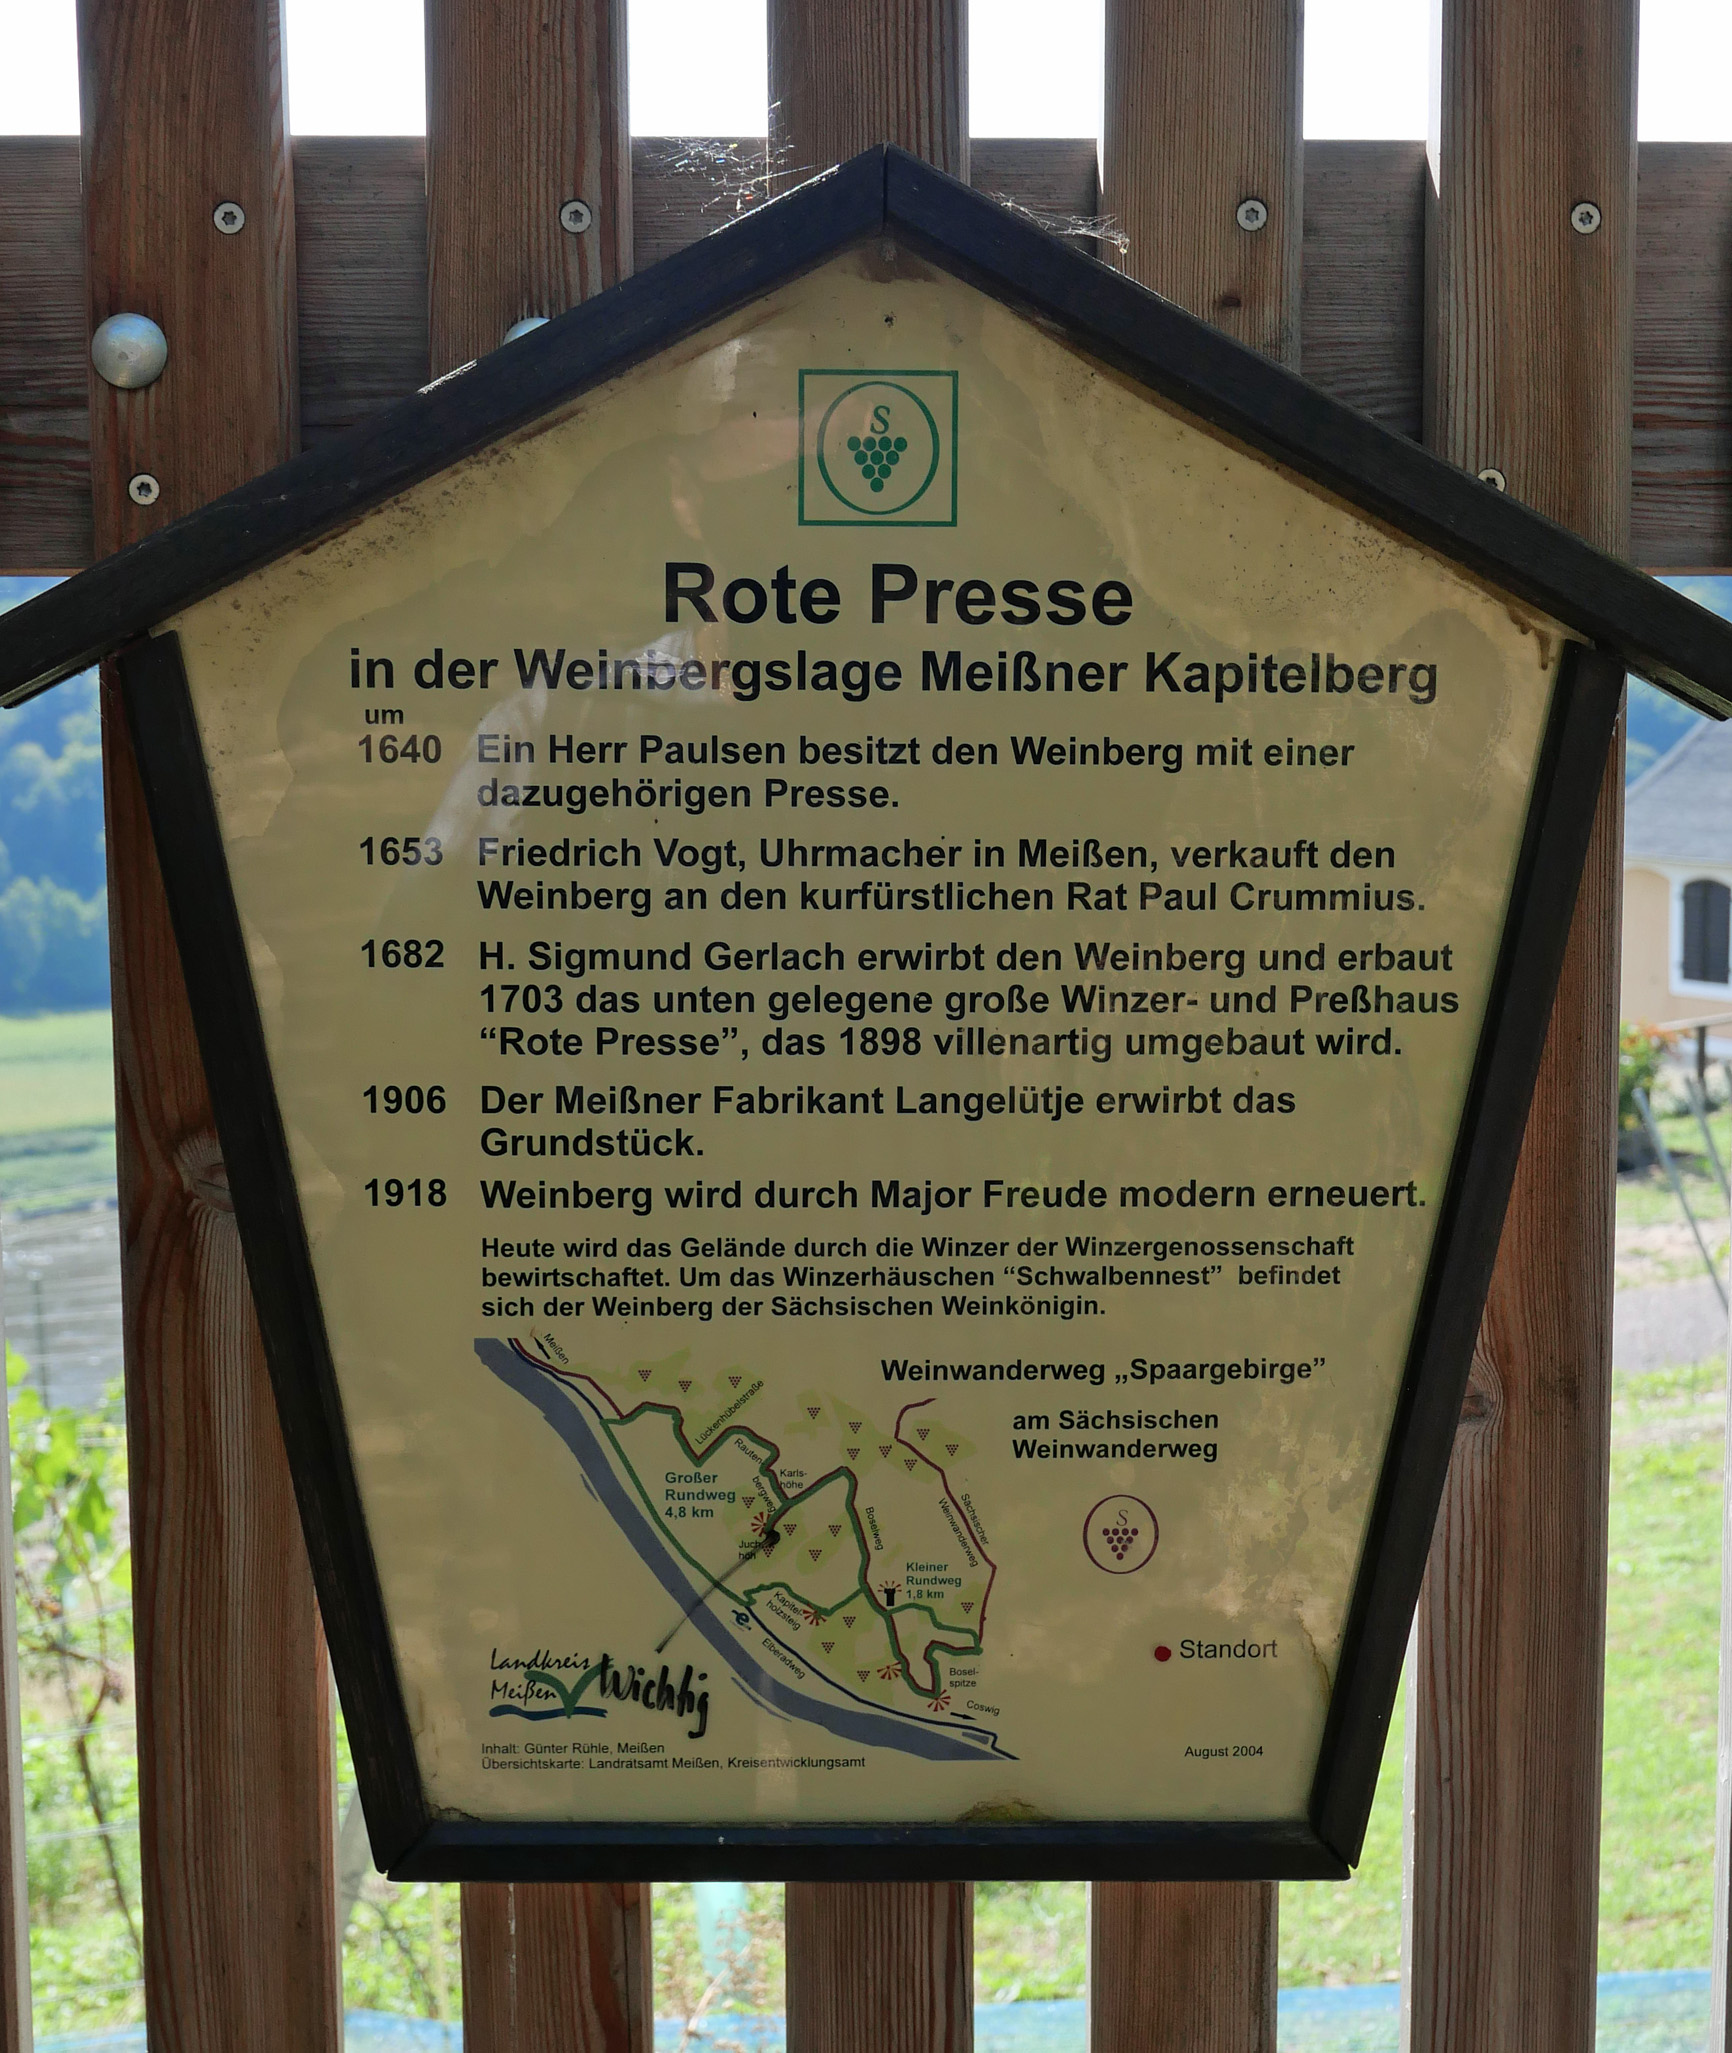 S
Rote Presse
in der Weinbergslage Meißner Kapitelberg
um
1640 Ein Herr Paulsen besitzt den Weinberg mit einer
dazugehörigen Presse.
1653 Friedrich Vogt, Uhrmacher in Meißen, verkauft den
Weinberg an den kurfürstlichen Rat Paul Crummius.
1682 H. Sigmund Gerlach erwirbt den Weinberg und erbaut
1703 das unten gelegene große Winzer- und Preßhaus
“Rote Presse”, das 1898 villenartig umgebaut wird.
1906 Der Meißner Fabrikant Langelütje erwirbt das
Grundstück.
1918 Weinberg wird durch Major Freude modern erneuert.
Heute wird das Gelände durch die Winzer der Winzergenossenschaft
bewirtschaftet. Um das Winzerhäuschen “Schwalbennest” befindet
sich der Weinberg der Sächsischen Weinkönigin.
Weinwanderweg „Spaargebirge”
am Sächsischen
Weinwanderweg
S
Standort
Meißen
Lückenhübelstraße
Rauten-
bergweg
Karls-
höhe
Großer
Rundweg
4,8 km
Juch-
höh
Boselweg
Sächsischer
Weinwanderweg
Kleiner
Rundweg
1,8 km
Kapitel-
holzsteig
Elberadweg
Bosel-
spitze
Coswig
Landkreis
Meißen
Wichtig
Inhalt: Günter Rühle, Meißen
Übersichtskarte: Landratsamt Meißen, Kreisentwicklungsamt
August 2004